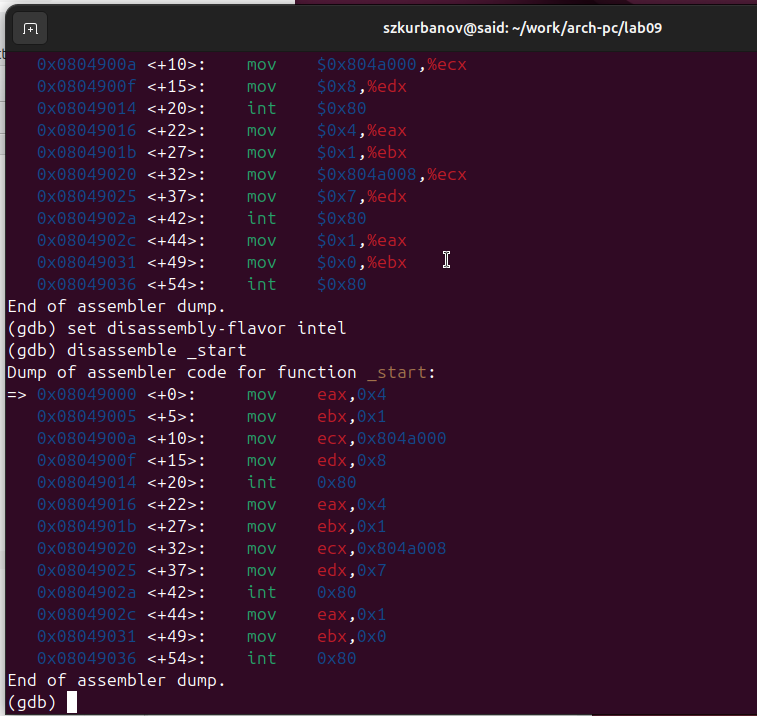 szkurbanov@said: ~/work/arch-pc/lab09
0x0804900a <+10>: mov $0x804a000,%ecx
0x0804900f <+15>: mov $0x8,%edx
0x08049014 <+20>: int $0x80
0x08049016 <+22>: mov $0x4,%eax
0x0804901b <+27>: mov $0x1,%ebx
0x08049020 <+32>: mov $0x804a008,%ecx
0x08049025 <+37>: mov $0x7,%edx
0x0804902a <+42>: int $0x80
0x0804902c <+44>: mov $0x1,%eax
0x08049031 <+49>: mov $0x0,%ebx
0x08049036 <+54>: int $0x80
End of assembler dump.
(gdb) set disassembly-flavor intel
(gdb) disassemble _start
Dump of assembler code for function _start:
=> 0x08049000 <+0>: mov eax,0x4
0x08049005 <+5>: mov ebx,0x1
0x0804900a <+10>: mov ecx,0x804a000
0x0804900f <+15>: mov edx,0x8
0x08049014 <+20>: int 0x80
0x08049016 <+22>: mov eax,0x4
0x0804901b <+27>: mov ebx,0x1
0x08049020 <+32>: mov ecx,0x804a008
0x08049025 <+37>: mov edx,0x7
0x0804902a <+42>: int 0x80
0x0804902c <+44>: mov eax,0x1
0x08049031 <+49>: mov ebx,0x0
0x08049036 <+54>: int 0x80
End of assembler dump.
(gdb)